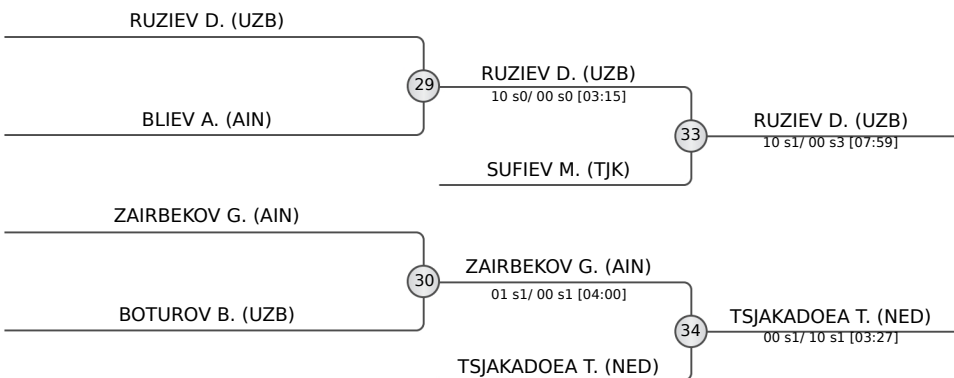 RUZIEV D. (UZB)
29
RUZIEV D. (UZB)
10 s0/ 00 s0 [03:15]
BLIEV A. (AIN)
33
RUZIEV D. (UZB)
10 s1/ 00 s3 [07:59]
SUFIEV M. (TJK)
ZAIRBEKOV G. (AIN)
30
ZAIRBEKOV G. (AIN)
01 s1/ 00 s1 [04:00]
BOTUROV B. (UZB)
34
TSJAKADOEA T. (NED)
00 s1/ 10 s1 [03:27]
TSJAKADOEA T. (NED)